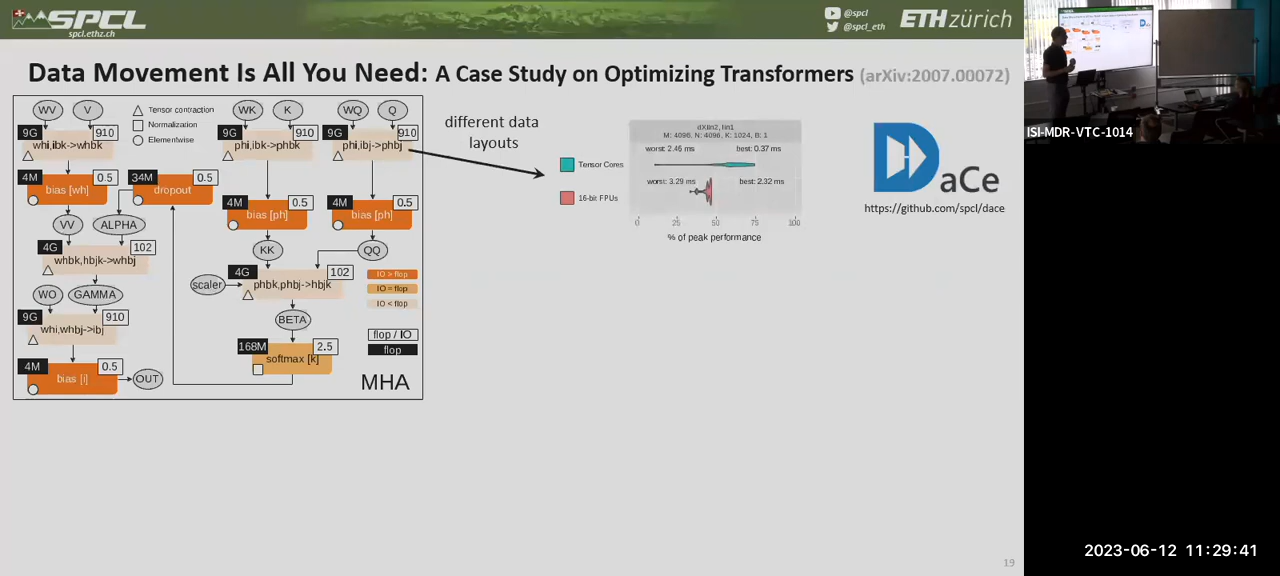 SPCL
spcl.ethz.ch
@spcl
@spcl_eth
ETH zürich
Data Movement Is All You Need: A Case Study on Optimizing Transformers (arXiv:2007.00072)
WV V
Tensor contraction
Normalization
Elementwise
WK K WQ Q
9G 910
whi,ibk->whbk
9G 910
phi,ibk->phbk
9G 910
phi,ibj->phbj
4M 0.5
bias [wh]
34M 0.5
dropout
4M 0.5
bias [ph]
4M 0.5
bias [ph]
VV ALPHA
KK QQ
4G 102
whbk,hbjk->whbj
scaler
4G 102
phbk,phbj->hbjk
WO GAMMA
BETA
9G 910
whi,whbj->ibj
168M 2.5
softmax [k]
4M 0.5
bias [i]
OUT
IO > flop
IO = flop
IO < flop
flop / IO
flop
MHA
different data
layouts
Tensor Cores
16-bit FPUs
dXlin2, lin1
M: 4096, N: 4096, K: 1024, B: 1
worst: 2.46 ms best: 0.37 ms
worst: 3.29 ms best: 2.32 ms
0 25 50 75 100
% of peak performance
DaCe
https://github.com/spcl/dace
19
ISI-MDR-VTC-1014
2023-06-12 11:29:41